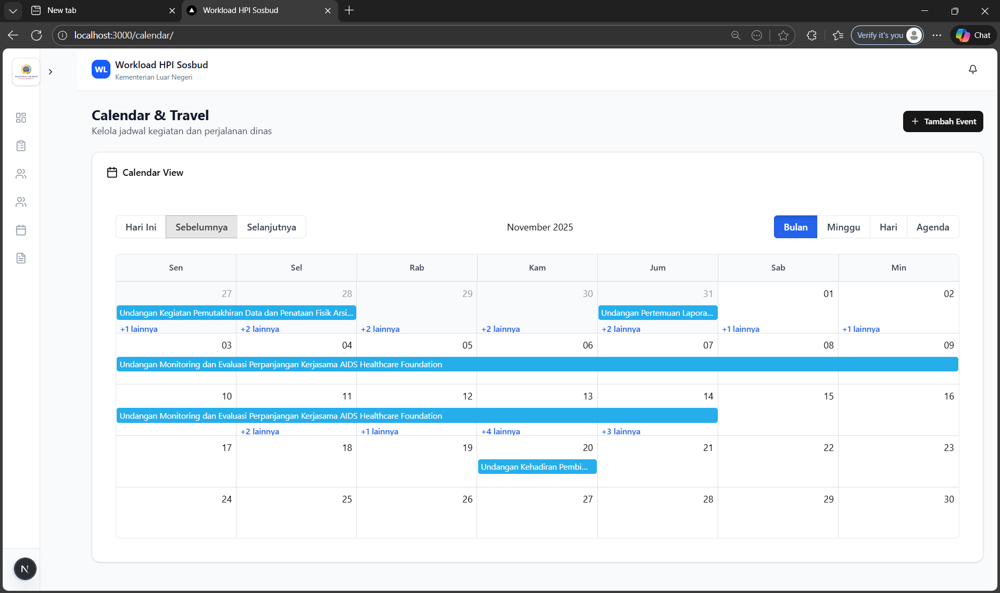 New tab
Workload HPI Sosbud
localhost:3000/calendar/
Verify it's you
Chat
WL
Workload HPI Sosbud
Kementerian Luar Negeri
Calendar & Travel
Kelola jadwal kegiatan dan perjalanan dinas
+ Tambah Event
Calendar View
Hari Ini Sebelumnya Selanjutnya
November 2025
Bulan Minggu Hari Agenda
Sen Sel Rab Kam Jum Sab Min
27 28 29 30 31 01 02
Undangan Kegiatan Pemutakhiran Data dan Penataan Fisik Arsi... Undangan Pertemuan Lapora...
+1 lainnya +2 lainnya +2 lainnya +2 lainnya +2 lainnya +1 lainnya +1 lainnya
03 04 05 06 07 08 09
Undangan Monitoring dan Evaluasi Perpanjangan Kerjasama AIDS Healthcare Foundation
10 11 12 13 14 15 16
Undangan Monitoring dan Evaluasi Perpanjangan Kerjasama AIDS Healthcare Foundation
+2 lainnya +1 lainnya +4 lainnya +3 lainnya
17 18 19 20 21 22 23
Undangan Kehadiran Pembi...
24 25 26 27 28 29 30
N